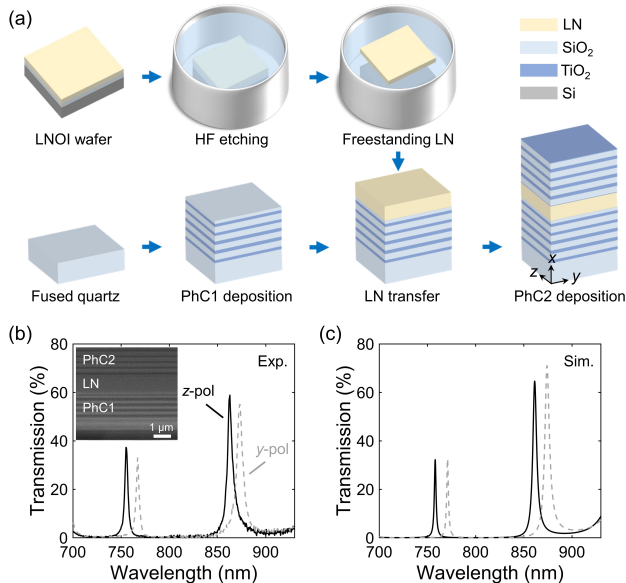 (a)
LN
SiO2
TiO2
Si
LNOI wafer
HF etching
Freestanding LN
x
z
y
Fused quartz
PhC1 deposition
LN transfer
PhC2 deposition
(b)
80
60
40
20
0
Transmission (%)
PhC2
LN
PhC1
1 µm
Exp.
z-pol
y-pol
700
750
800
850
900
Wavelength (nm)
(c)
80
60
40
20
0
Transmission (%)
Sim.
700
750
800
850
900
Wavelength (nm)